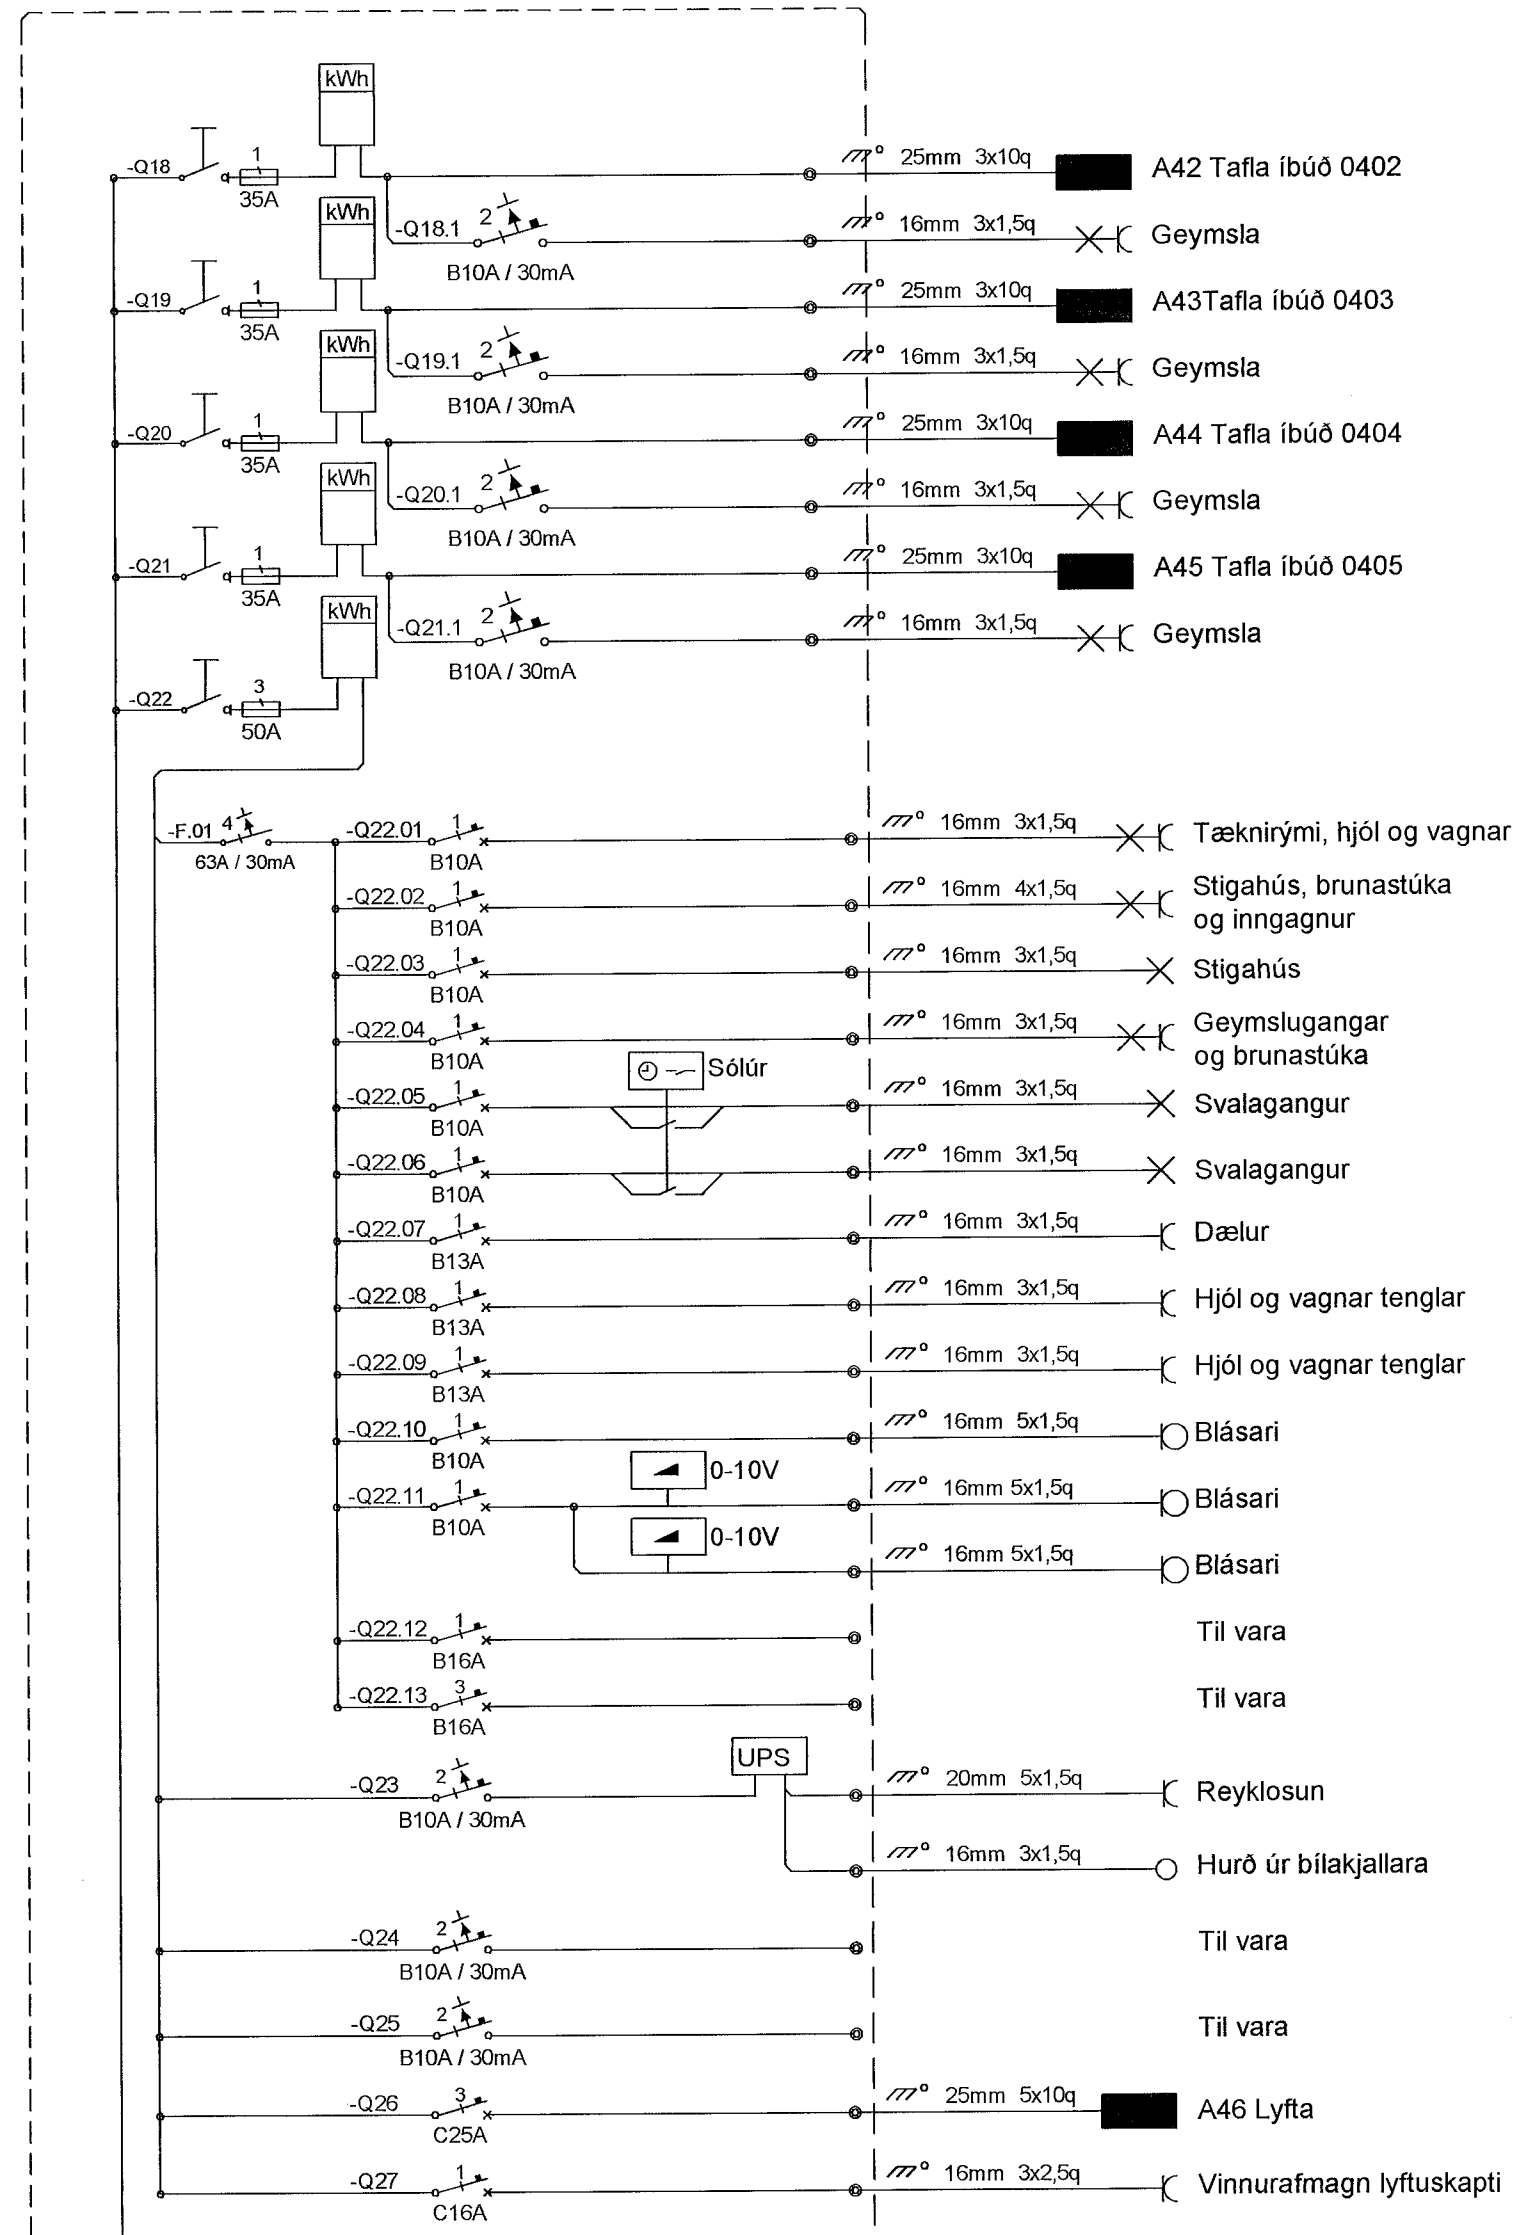 kWh
-Q18
1
35A
25mm 3x10q
A42 Tafla íbúð 0402
-Q18.1
2
B10A / 30mA
16mm 3x1,5q
Geymsla
kWh
-Q19
1
35A
25mm 3x10q
A43Tafla íbúð 0403
-Q19.1
2
B10A / 30mA
16mm 3x1,5q
Geymsla
kWh
-Q20
1
35A
25mm 3x10q
A44 Tafla íbúð 0404
-Q20.1
2
B10A / 30mA
16mm 3x1,5q
Geymsla
kWh
-Q21
1
35A
25mm 3x10q
A45 Tafla íbúð 0405
-Q21.1
2
B10A / 30mA
16mm 3x1,5q
Geymsla
kWh
-Q22
3
50A
-F.01
4
63A / 30mA
-Q22.01
1
B10A
16mm 3x1,5q
Tæknirými, hjól og vagnar
-Q22.02
1
B10A
16mm 4x1,5q
Stigahús, brunastúka
og inngagnur
-Q22.03
1
B10A
16mm 3x1,5q
Stigahús
-Q22.04
1
B10A
16mm 3x1,5q
Geymslugangar
og brunastúka
Sólúr
-Q22.05
1
B10A
16mm 3x1,5q
Svalagangur
-Q22.06
1
B10A
16mm 3x1,5q
Svalagangur
-Q22.07
1
B13A
16mm 3x1,5q
Dælur
-Q22.08
1
B13A
16mm 3x1,5q
Hjól og vagnar tenglar
-Q22.09
1
B13A
16mm 3x1,5q
Hjól og vagnar tenglar
-Q22.10
1
B10A
16mm 5x1,5q
Blásari
0-10V
-Q22.11
1
B10A
16mm 5x1,5q
Blásari
0-10V
16mm 5x1,5q
Blásari
-Q22.12
1
B16A
Til vara
-Q22.13
3
B16A
Til vara
UPS
-Q23
2
B10A / 30mA
20mm 5x1,5q
Reyklosun
16mm 3x1,5q
Hurð úr bílakjallara
-Q24
2
B10A / 30mA
Til vara
-Q25
2
B10A / 30mA
Til vara
-Q26
3
C25A
25mm 5x10q
A46 Lyfta
-Q27
1
C16A
16mm 3x2,5q
Vinnurafmagn lyftuskapti